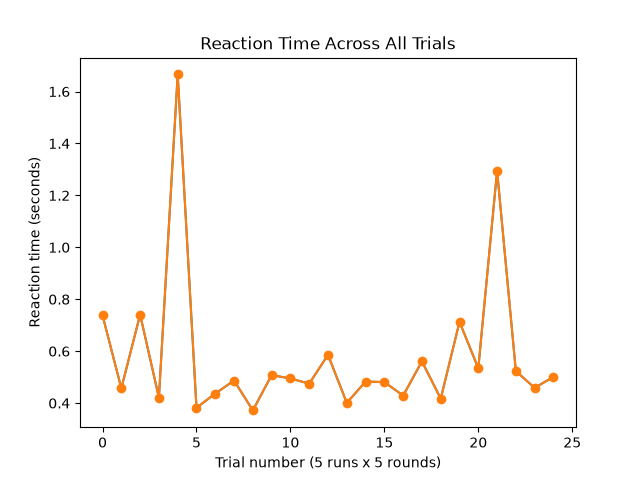 Reaction Time Across All Trials
1.6
1.4
1.2
1.0
0.8
0.6
0.4
Reaction time (seconds)
0 5 10 15 20 25
Trial number (5 runs x 5 rounds)